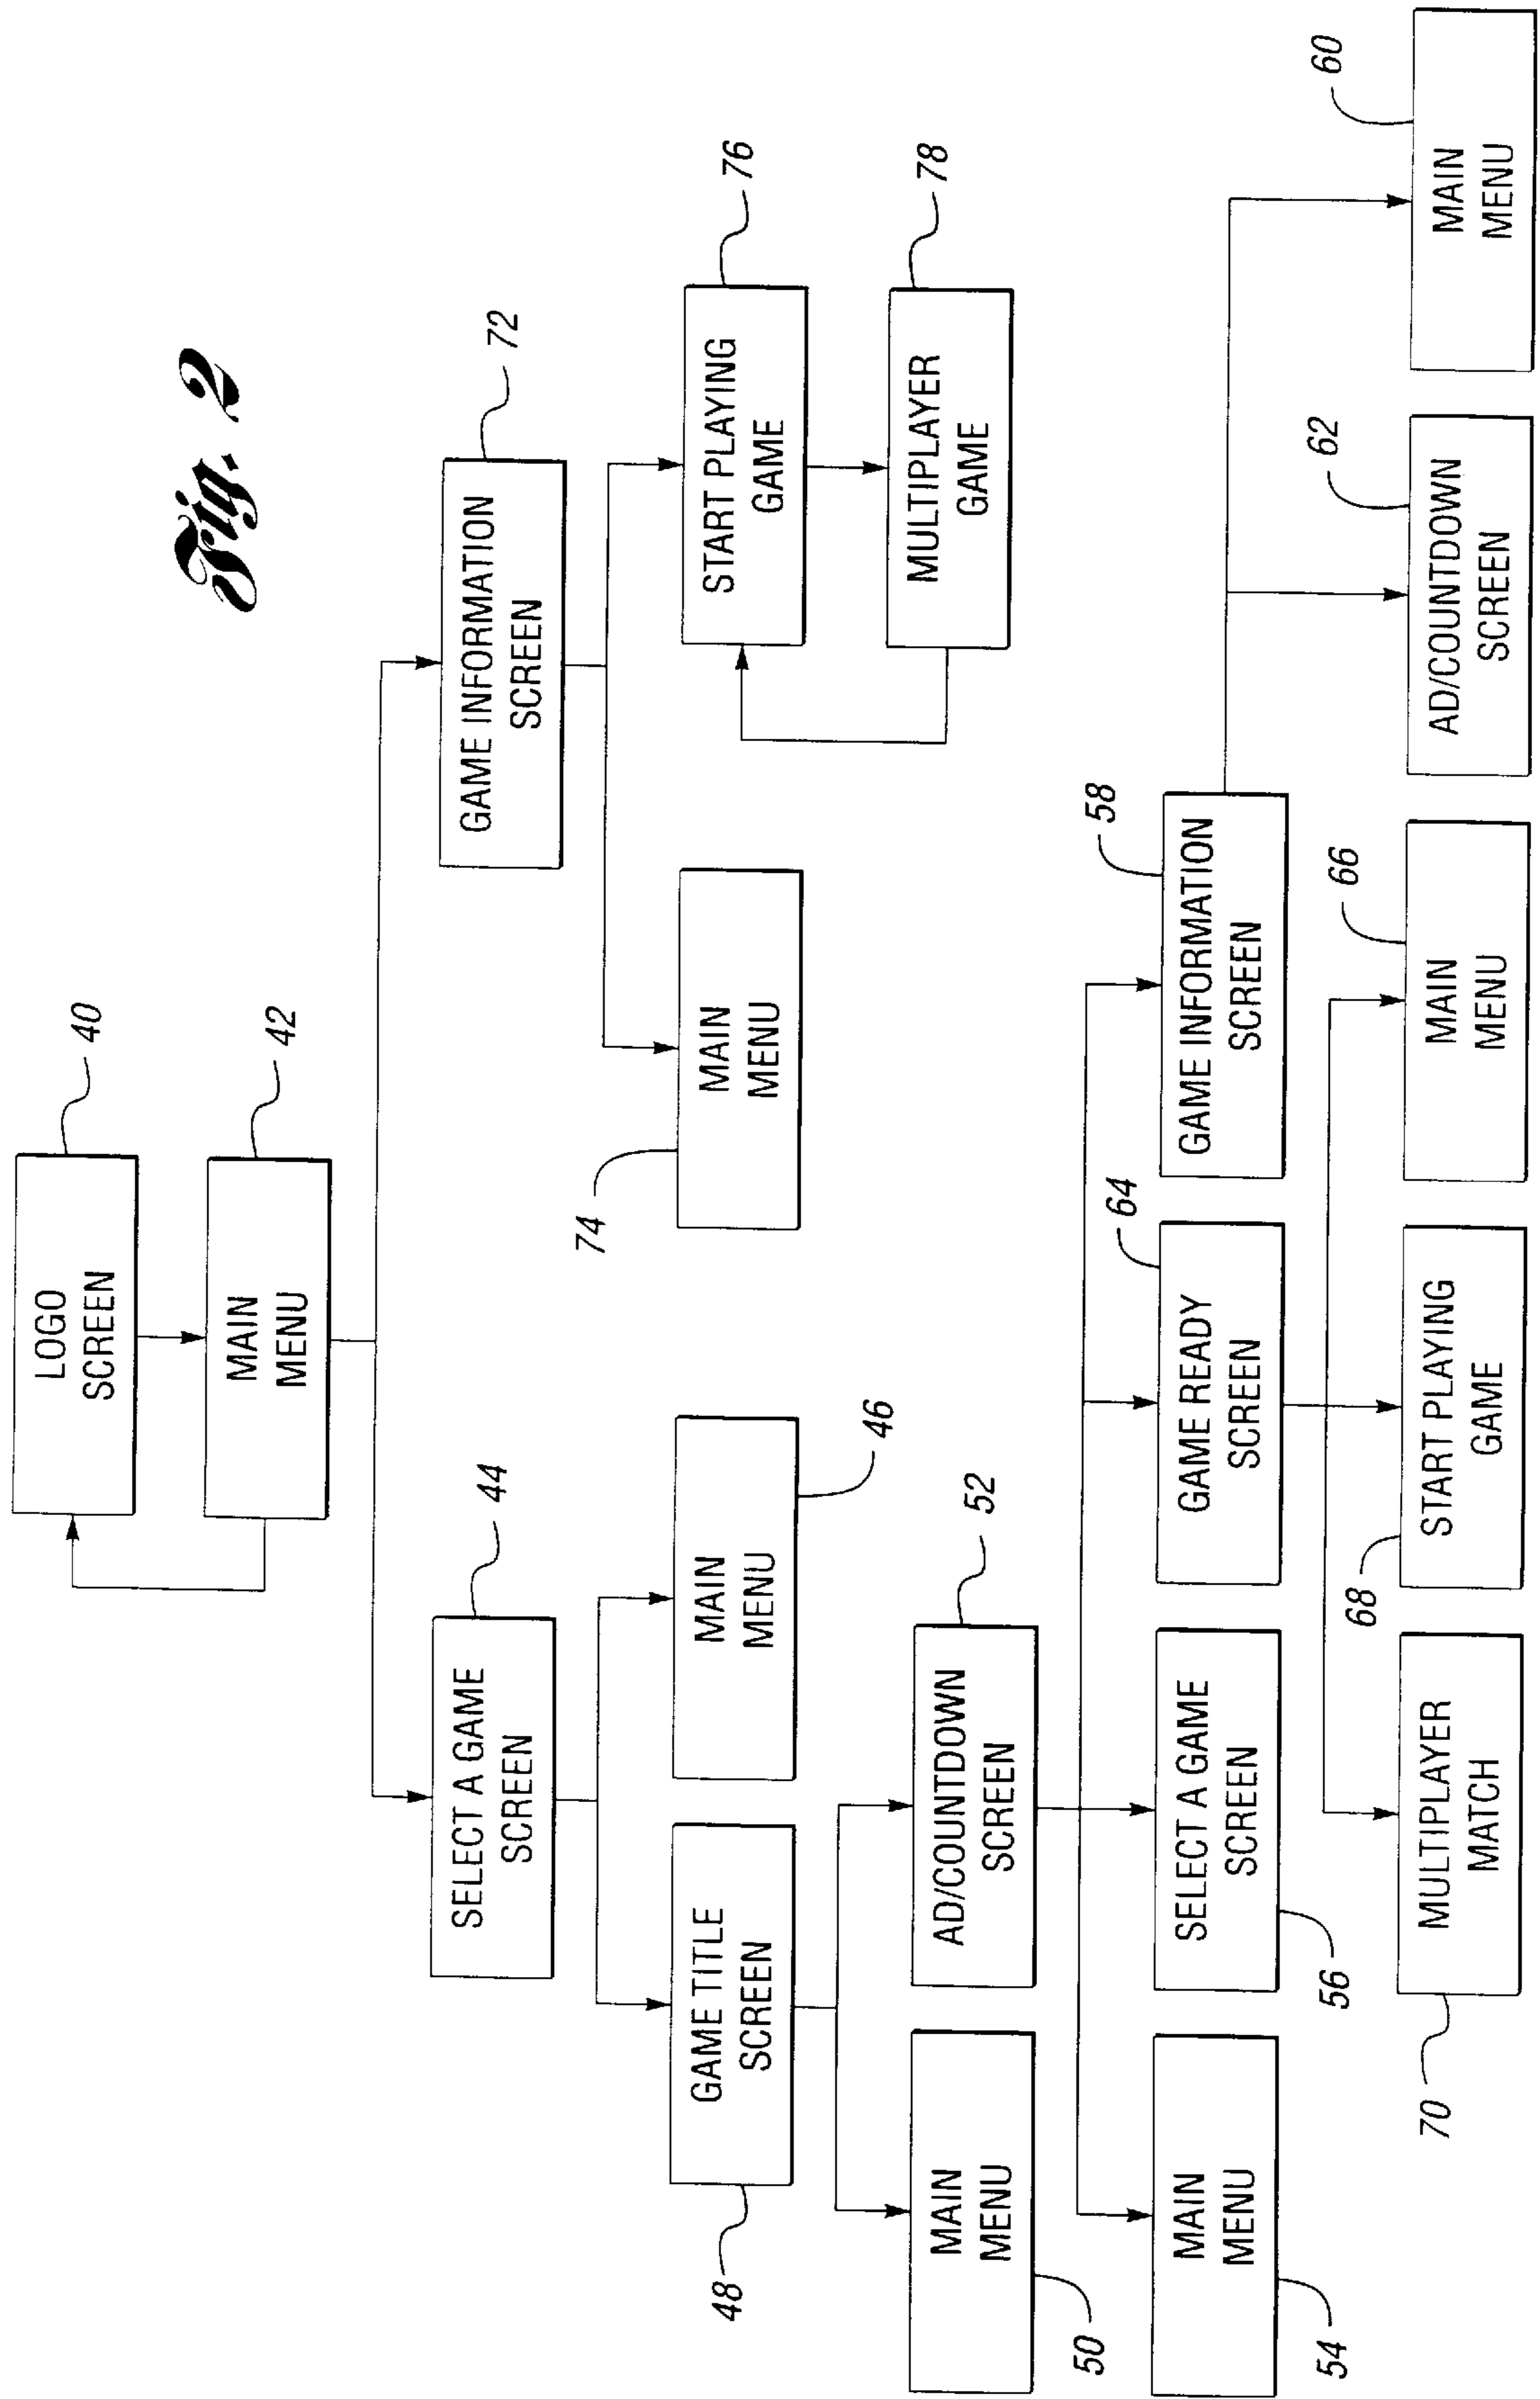 Fig. 2
LOGO
SCREEN
40
MAIN
MENU
42
SELECT A GAME
SCREEN
44
GAME INFORMATION
SCREEN
72
GAME TITLE
SCREEN
48
MAIN
MENU
46
74
MAIN
MENU
START PLAYING
GAME
76
MAIN
MENU
50
AD/COUNTDOWN
SCREEN
52
MULTIPLAYER
GAME
78
MAIN
MENU
54
SELECT A GAME
SCREEN
56
GAME READY
SCREEN
64
GAME INFORMATION
SCREEN
58
70
MULTIPLAYER
MATCH
68
START PLAYING
GAME
MAIN
MENU
66
AD/COUNTDOWN
SCREEN
62
MAIN
MENU
60